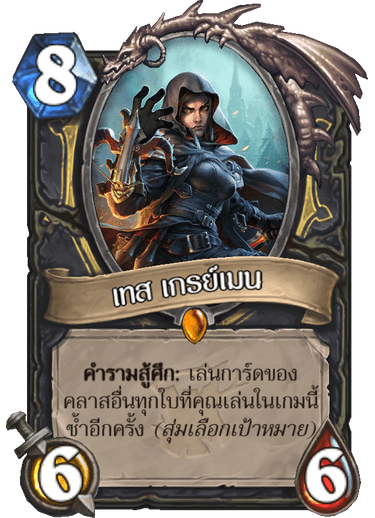 8
เทส เกรย์เมน
คำรามสู้ศึก: เล่นการ์ดของ
คลาสอื่นทุกใบที่คุณเล่นในเกมนี้
ซ้ำอีกครั้ง (สุ่มเลือกเป้าหมาย)
6
6